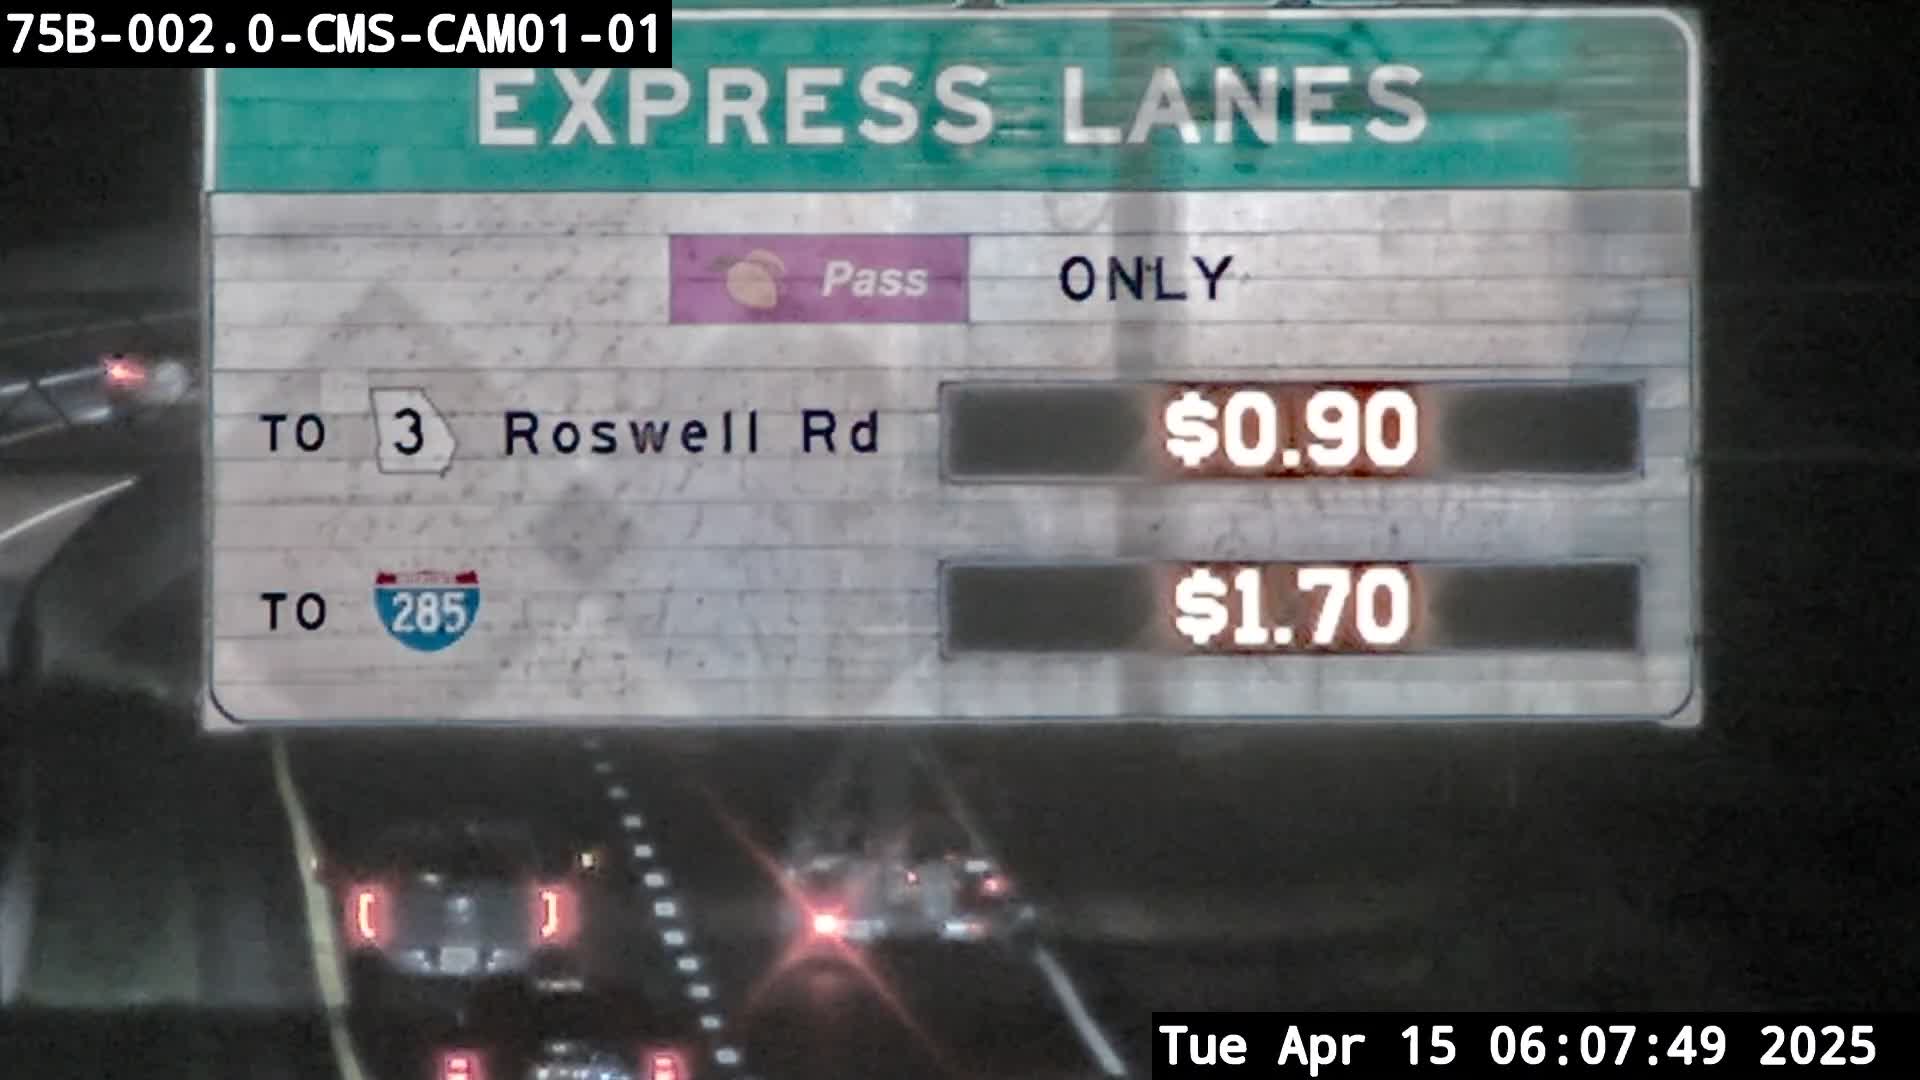 75B-002.0-CMS-CAM01-01
EXPRESS LANES
Pass ONLY
TO 3 Roswell Rd $0.90
TO 285 $1.70
Tue Apr 15 06:07:49 2025